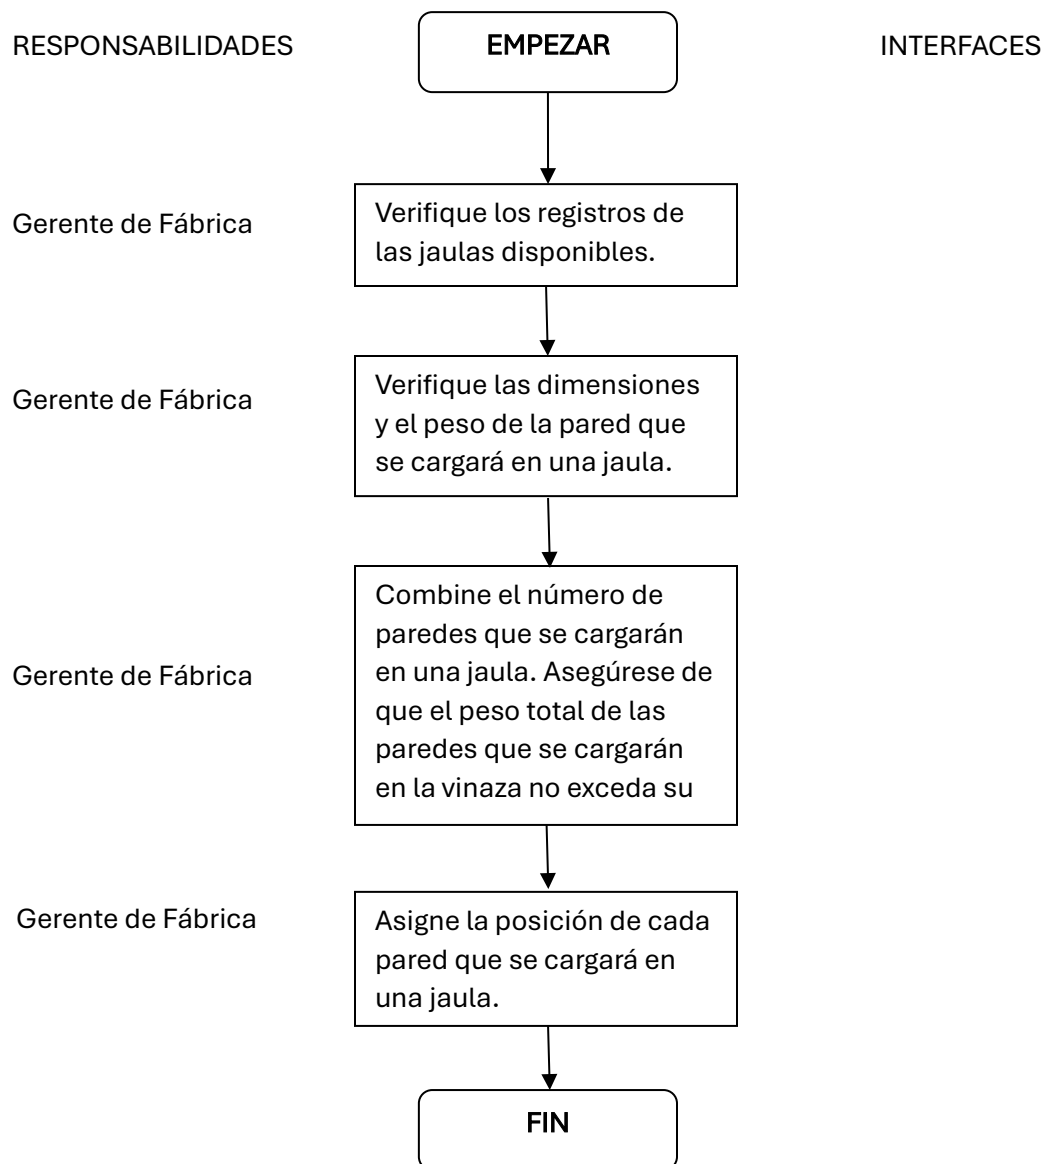 RESPONSABILIDADES
EMPEZAR
INTERFACES
Gerente de Fábrica
Verifique los registros de
las jaulas disponibles.
Gerente de Fábrica
Verifique las dimensiones
y el peso de la pared que
se cargará en una jaula.
Gerente de Fábrica
Combine el número de
paredes que se cargarán
en una jaula. Asegúrese de
que el peso total de las
paredes que se cargarán
en la vinaza no exceda su
Gerente de Fábrica
Asigne la posición de cada
pared que se cargará en
una jaula.
FIN